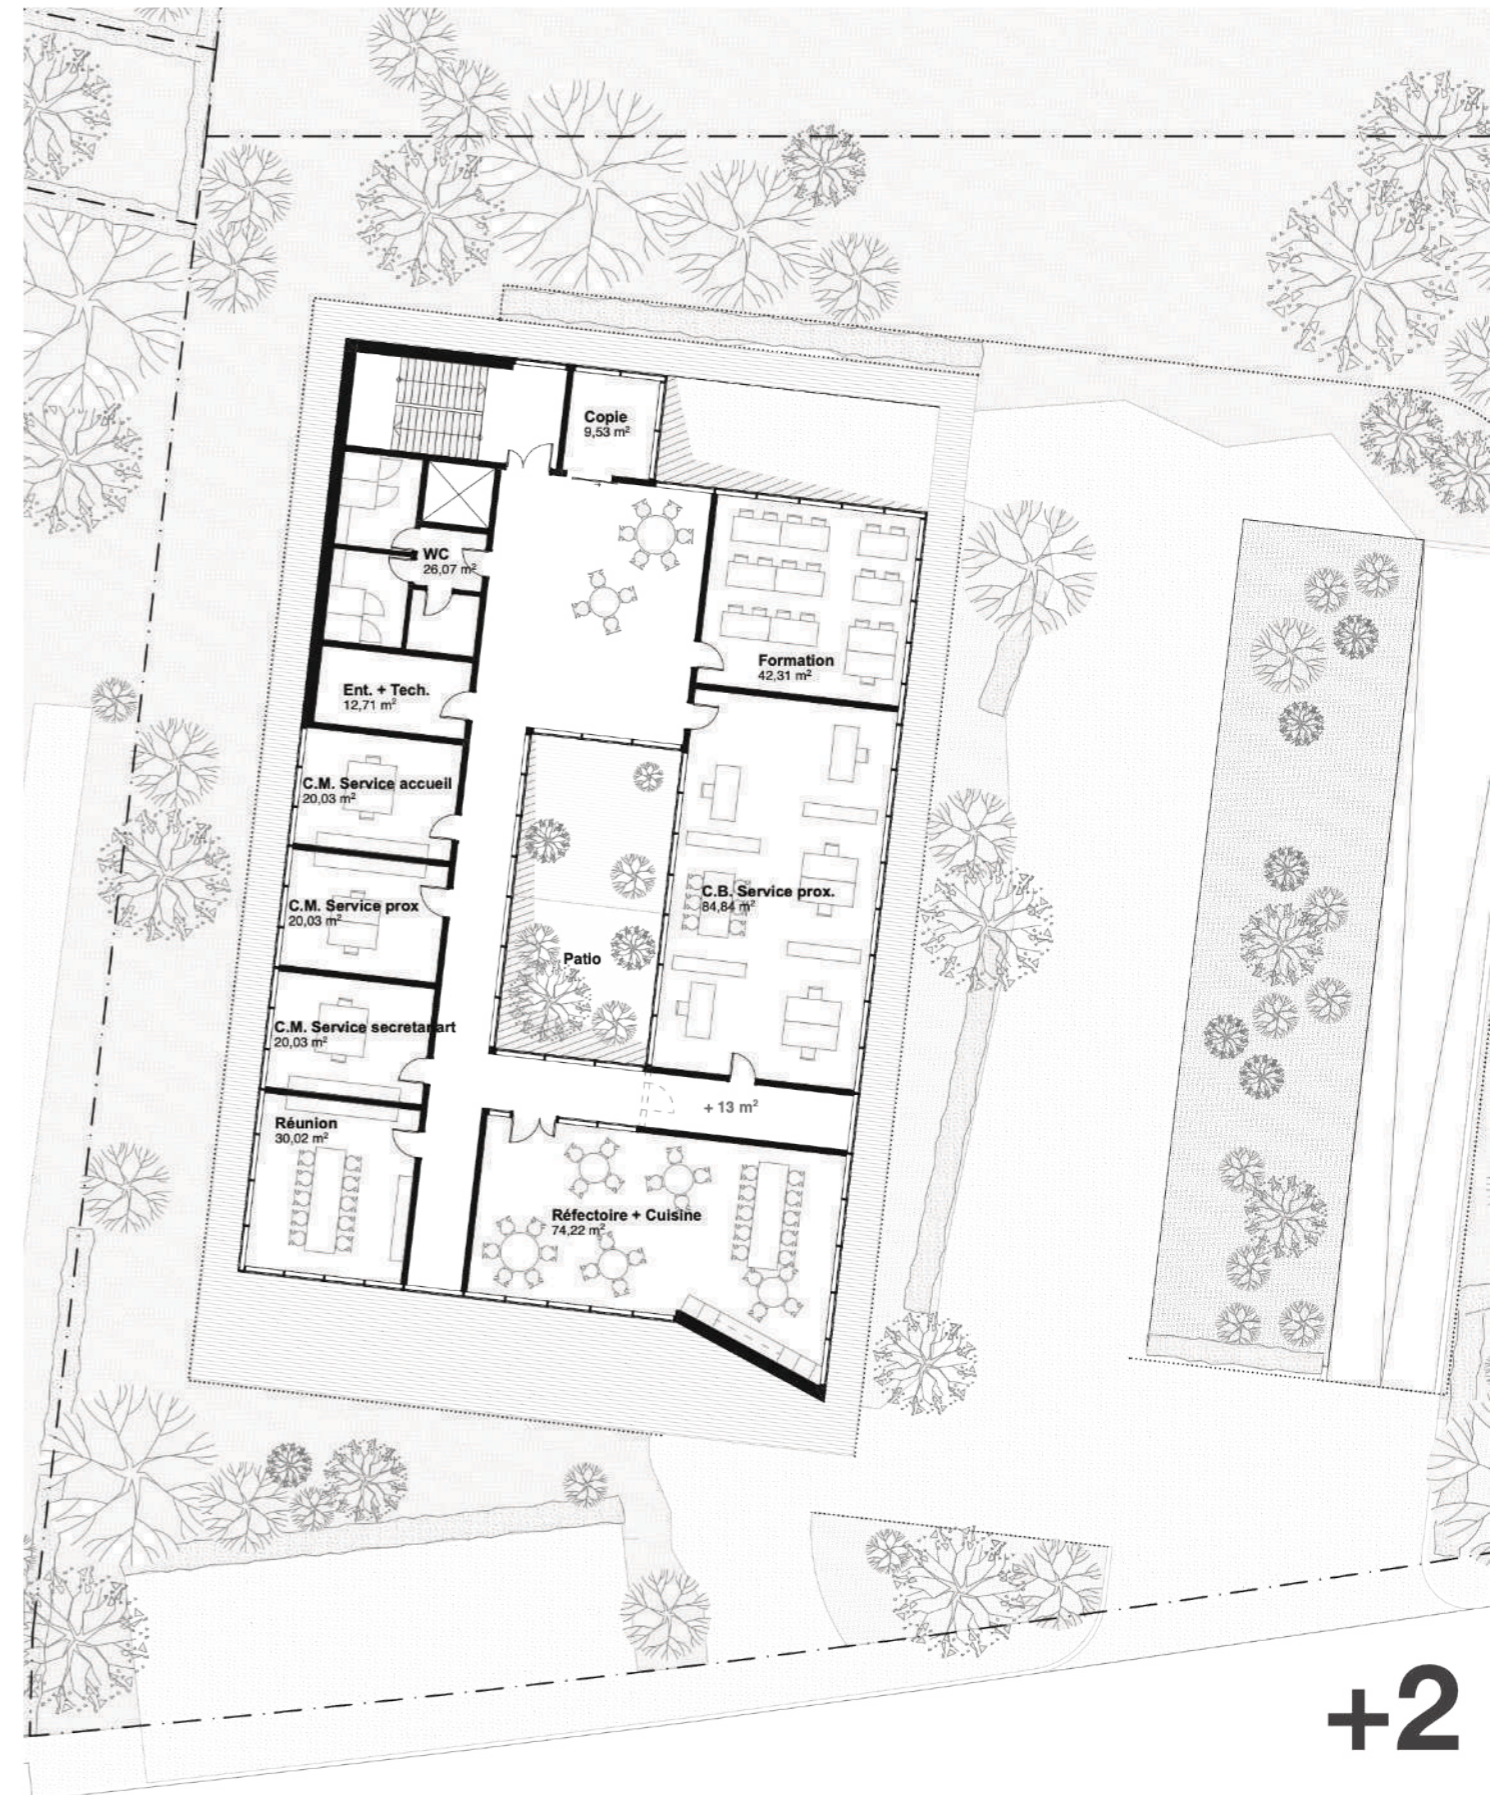 Copie
9,53 m²
WC
26,07 m²
Formation
42,31 m²
Ent. + Tech.
12,71 m²
C.M. Service accueil
20,03 m²
C.B. Service prox.
84,84 m²
C.M. Service prox
20,03 m²
Patio
C.M. Service secretariart
20,03 m²
+ 13 m²
Réunion
30,02 m²
Réfectoire + Cuisine
74,22 m²
+2